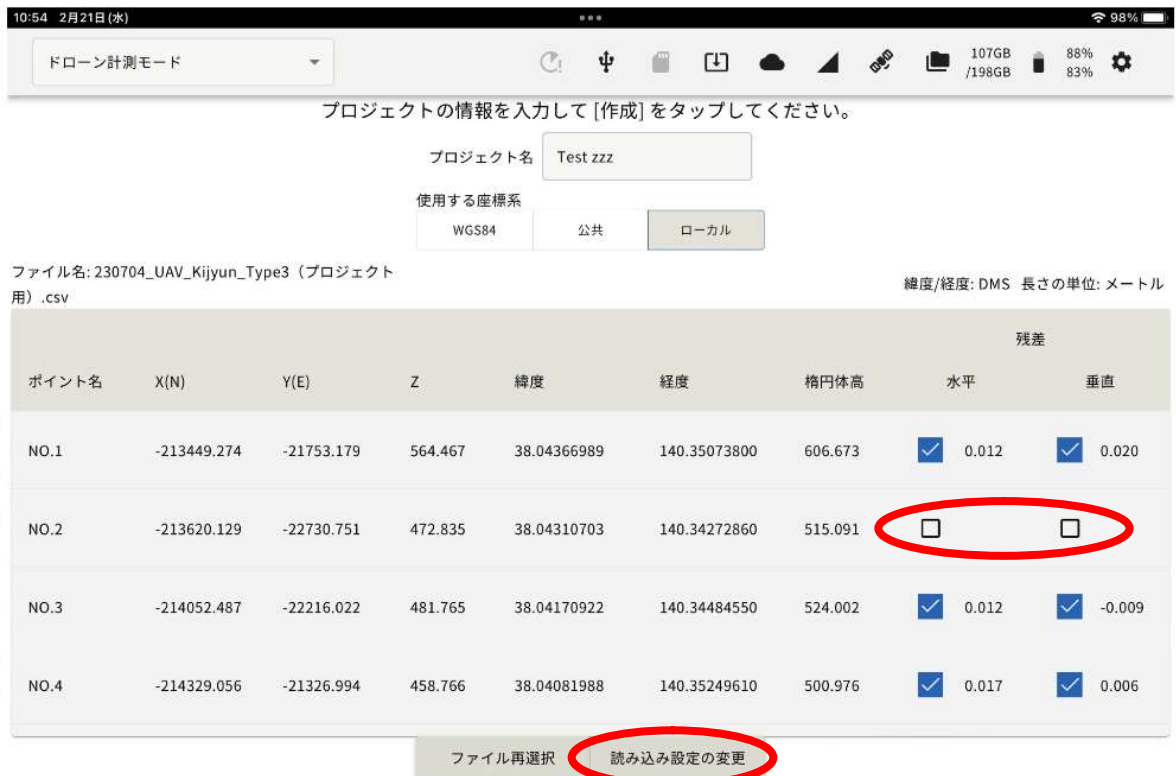 10:54 2月21日(水)
98%
ドローン計測モード
107GB
/198GB
88%
83%
プロジェクトの情報を入力して [作成] をタップしてください。
プロジェクト名 Test zzz
使用する座標系
WGS84 公共 ローカル
ファイル名: 230704_UAV_Kijyun_Type3（プロジェクト
用）.csv
緯度/経度: DMS 長さの単位: メートル
残差
ポイント名 X(N) Y(E) Z 緯度 経度 楕円体高 水平 垂直
NO.1 -213449.274 -21753.179 564.467 38.04366989 140.35073800 606.673 0.012 0.020
NO.2 -213620.129 -22730.751 472.835 38.04310703 140.34272860 515.091
NO.3 -214052.487 -22216.022 481.765 38.04170922 140.34484550 524.002 0.012 -0.009
NO.4 -214329.056 -21326.994 458.766 38.04081988 140.35249610 500.976 0.017 0.006
ファイル再選択 読み込み設定の変更